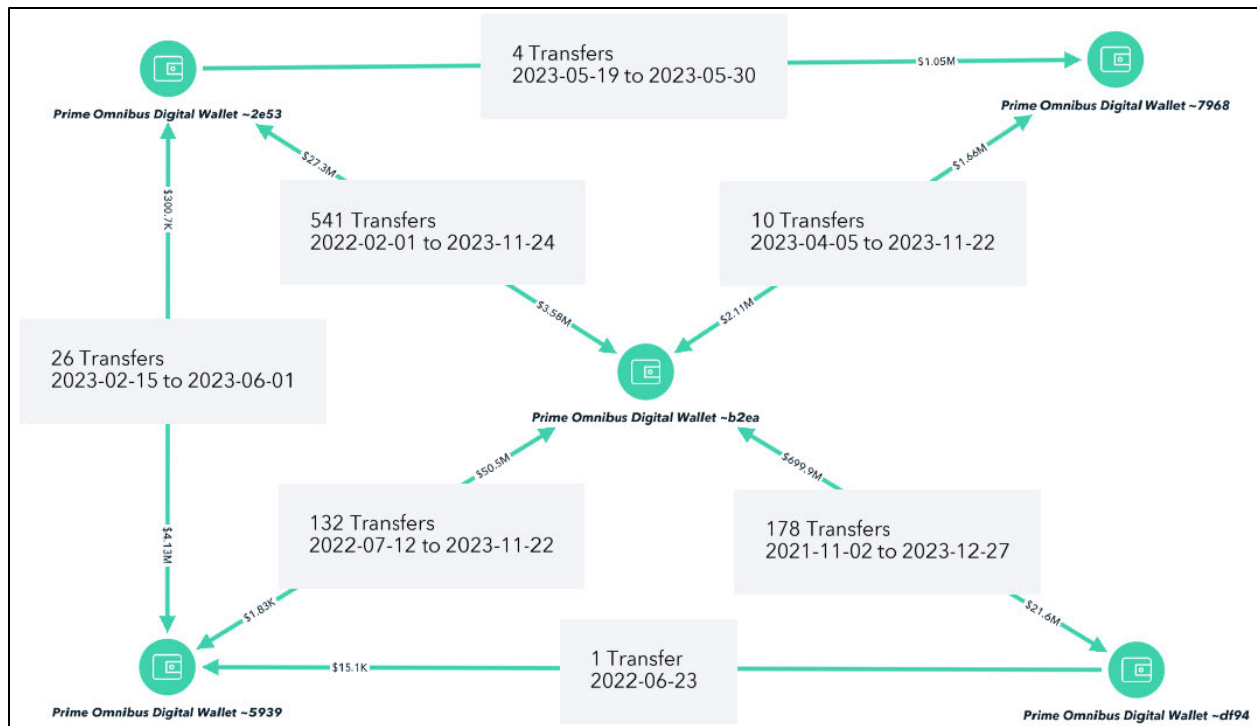 4 Transfers
2023-05-19 to 2023-05-30
$1.05M
Prime Omnibus Digital Wallet ~2e53
Prime Omnibus Digital Wallet ~7968
$27.3M
$1.66M
$300.7K
541 Transfers
2022-02-01 to 2023-11-24
10 Transfers
2023-04-05 to 2023-11-22
$3.58M
$2.11M
26 Transfers
2023-02-15 to 2023-06-01
Prime Omnibus Digital Wallet ~b2ea
$50.5M
$699.9M
132 Transfers
2022-07-12 to 2023-11-22
178 Transfers
2021-11-02 to 2023-12-27
$4.13M
$1.83K
$21.6M
1 Transfer
2022-06-23
$15.1K
Prime Omnibus Digital Wallet ~5939
Prime Omnibus Digital Wallet ~df94